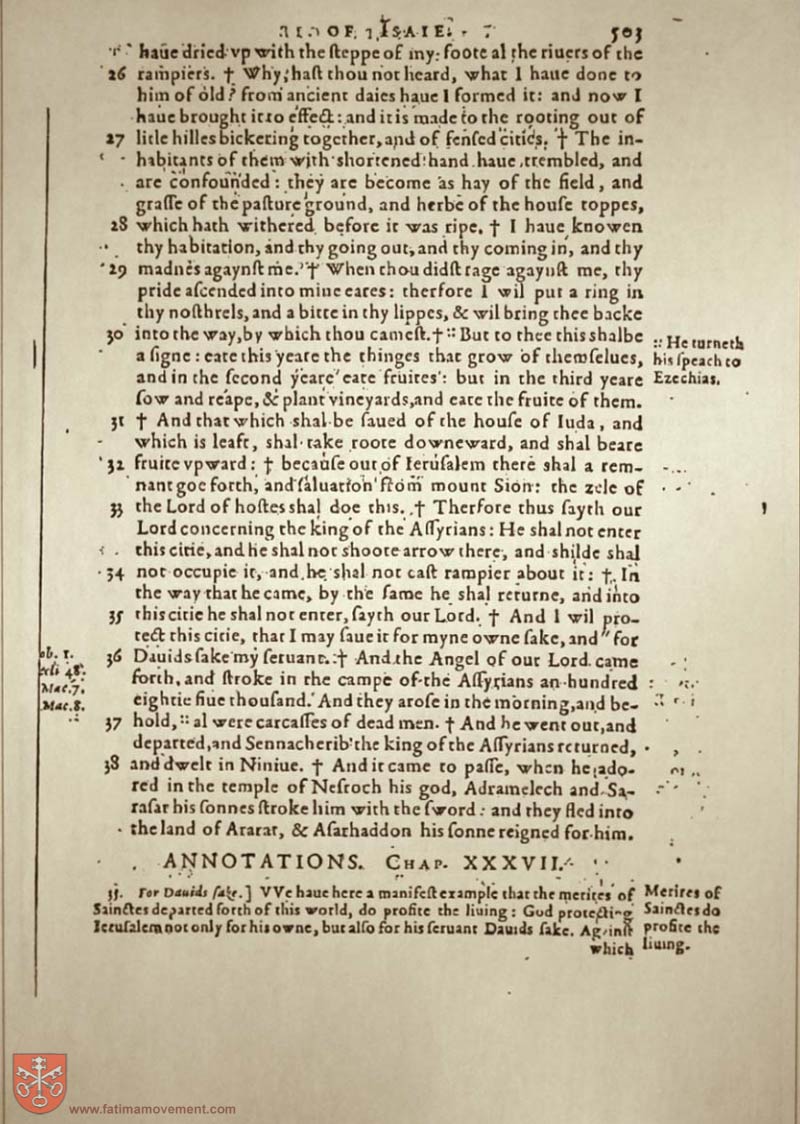 OF ISAIE. 503
haue dried vp with the steppe of my foote al the riuers of the
26 rampiers. † Why, hast thou not heard, what I haue done to
him of old? from ancient daies haue I formed it: and now I
haue brought it to effect: and it is made to the rooting out of
27 litle hilles bickering together, and of fensed cities. † The in-
habitants of them with shortened hand haue trembled, and
are confounded: they are become as hay of the field, and
grasse of the pasture ground, and herbe of the house toppes,
28 which hath withered before it was ripe. † I haue knowen
thy habitation, and thy going out, and thy coming in, and thy
29 madnes agaynst me. † When thou didst rage agaynst me, thy
pride ascended into mine eares: therfore I wil put a ring in
thy nosthrels, and a bitte in thy lippes, & wil bring thee backe
30 into the way, by which thou camest. † :: But to thee this shalbe
a signe: eate this yeare the thinges that grow of themselues,
and in the second yeare eate fruites: but in the third yeare
sow and reape, & plant vineyards, and eate the fruite of them.
:: He turneth
his speach to
Ezechias.
31 † And that which shal be saued of the house of Iuda, and
which is left, shal take roote downeward, and shal beare
32 fruite vpward: † because out of Ierusalem there shal a rem-
nant goe forth, and saluation from mount Sion: the zele of
33 the Lord of hostes shal doe this. † Therfore thus sayth our
Lord concerning the king of the Assyrians: He shal not enter
this citie, and he shal not shoote arrow there, and shilde shal
34 not occupie it, and he shal not cast rampier about it: † In
the way that he came, by the same he shal returne, and into
35 this citie he shal not enter, sayth our Lord. † And I wil pro-
tect this citie, that I may saue it for myne owne sake, and " for
36 Dauids sake my seruant. † And the Angel of our Lord came
forth, and stroke in the campe of the Assyrians an hundred
eightie fiue thousand. And they arose in the morning, and be-
37 hold, :: al were carcasses of dead men. † And he went out, and
departed, and Sennacherib the king of the Assyrians returned,
38 and dwelt in Niniue. † And it came to passe, when he ado-
red in the temple of Nesroch his god, Adramelech and Sa-
rasar his sonnes stroke him with the sword: and they fled into
the land of Ararat, & Asarhaddon his sonne reigned for him.
ob. 1.
48.
Mac. 7.
Mac. 8.
ANNOTATIONS. CHAP. XXXVII.
35. For Dauids sake.] VVe haue here a manifest example that the merites of
Sainctes departed forth of this world, do profite the liuing: God protecting
Ierusalem not only for his owne, but also for his seruant Dauids sake. Against
which
Merites of
Sainctes do
profite the
liuing.
www.fatimamovement.com